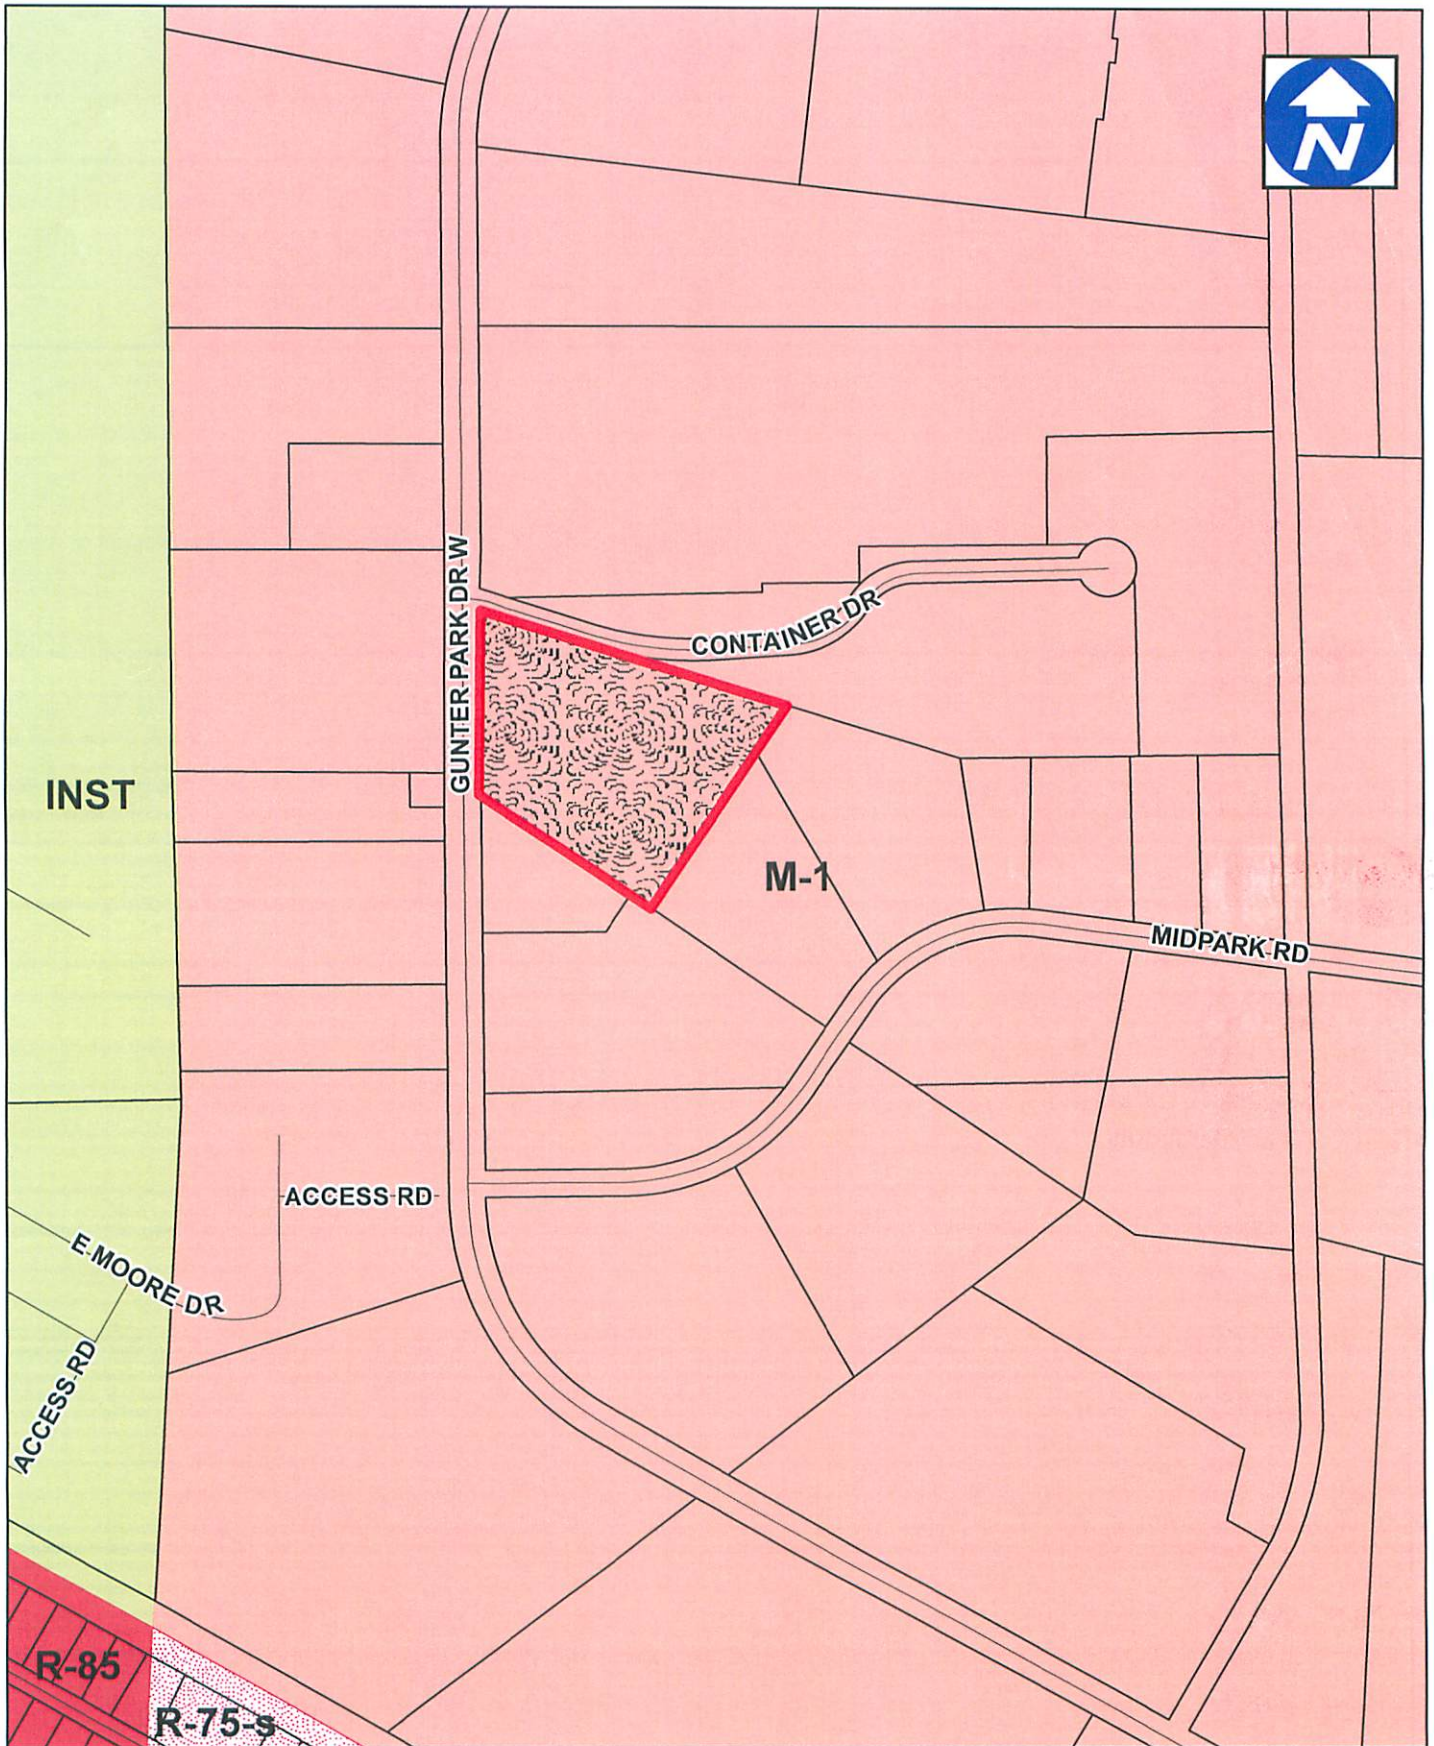 N
GUNTER PARK DR W
CONTAINER DR
INST
M-1
MIDPARK RD
ACCESS RD
E MOORE DR
ACCESS RD
R-85
R-75-s